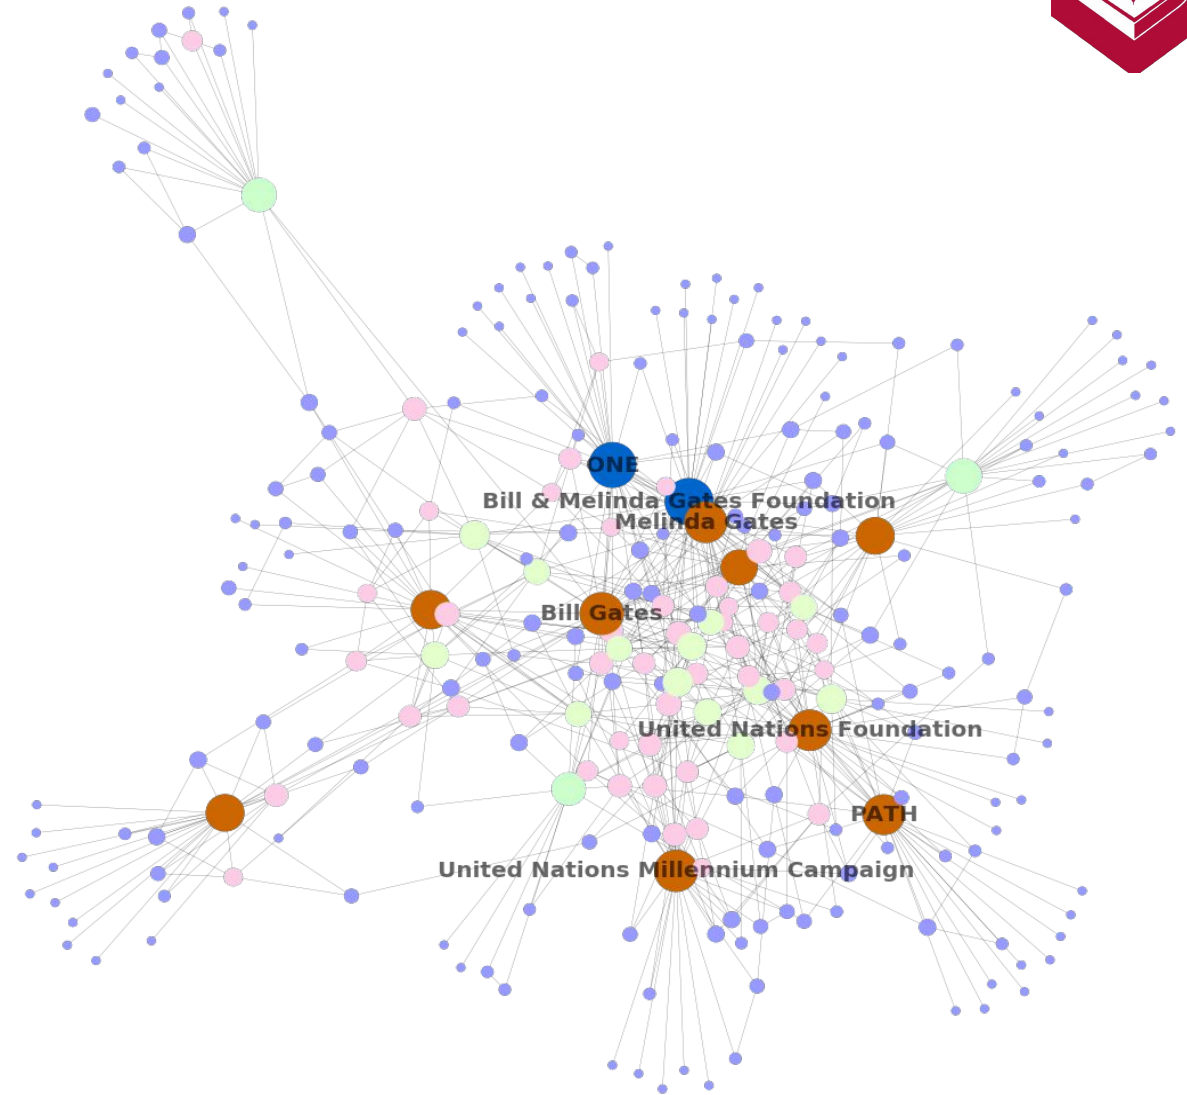 ONE
Bill & Melinda Gates Foundation
Melinda Gates
Bill Gates
United Nations Foundation
PATH
United Nations Millennium Campaign